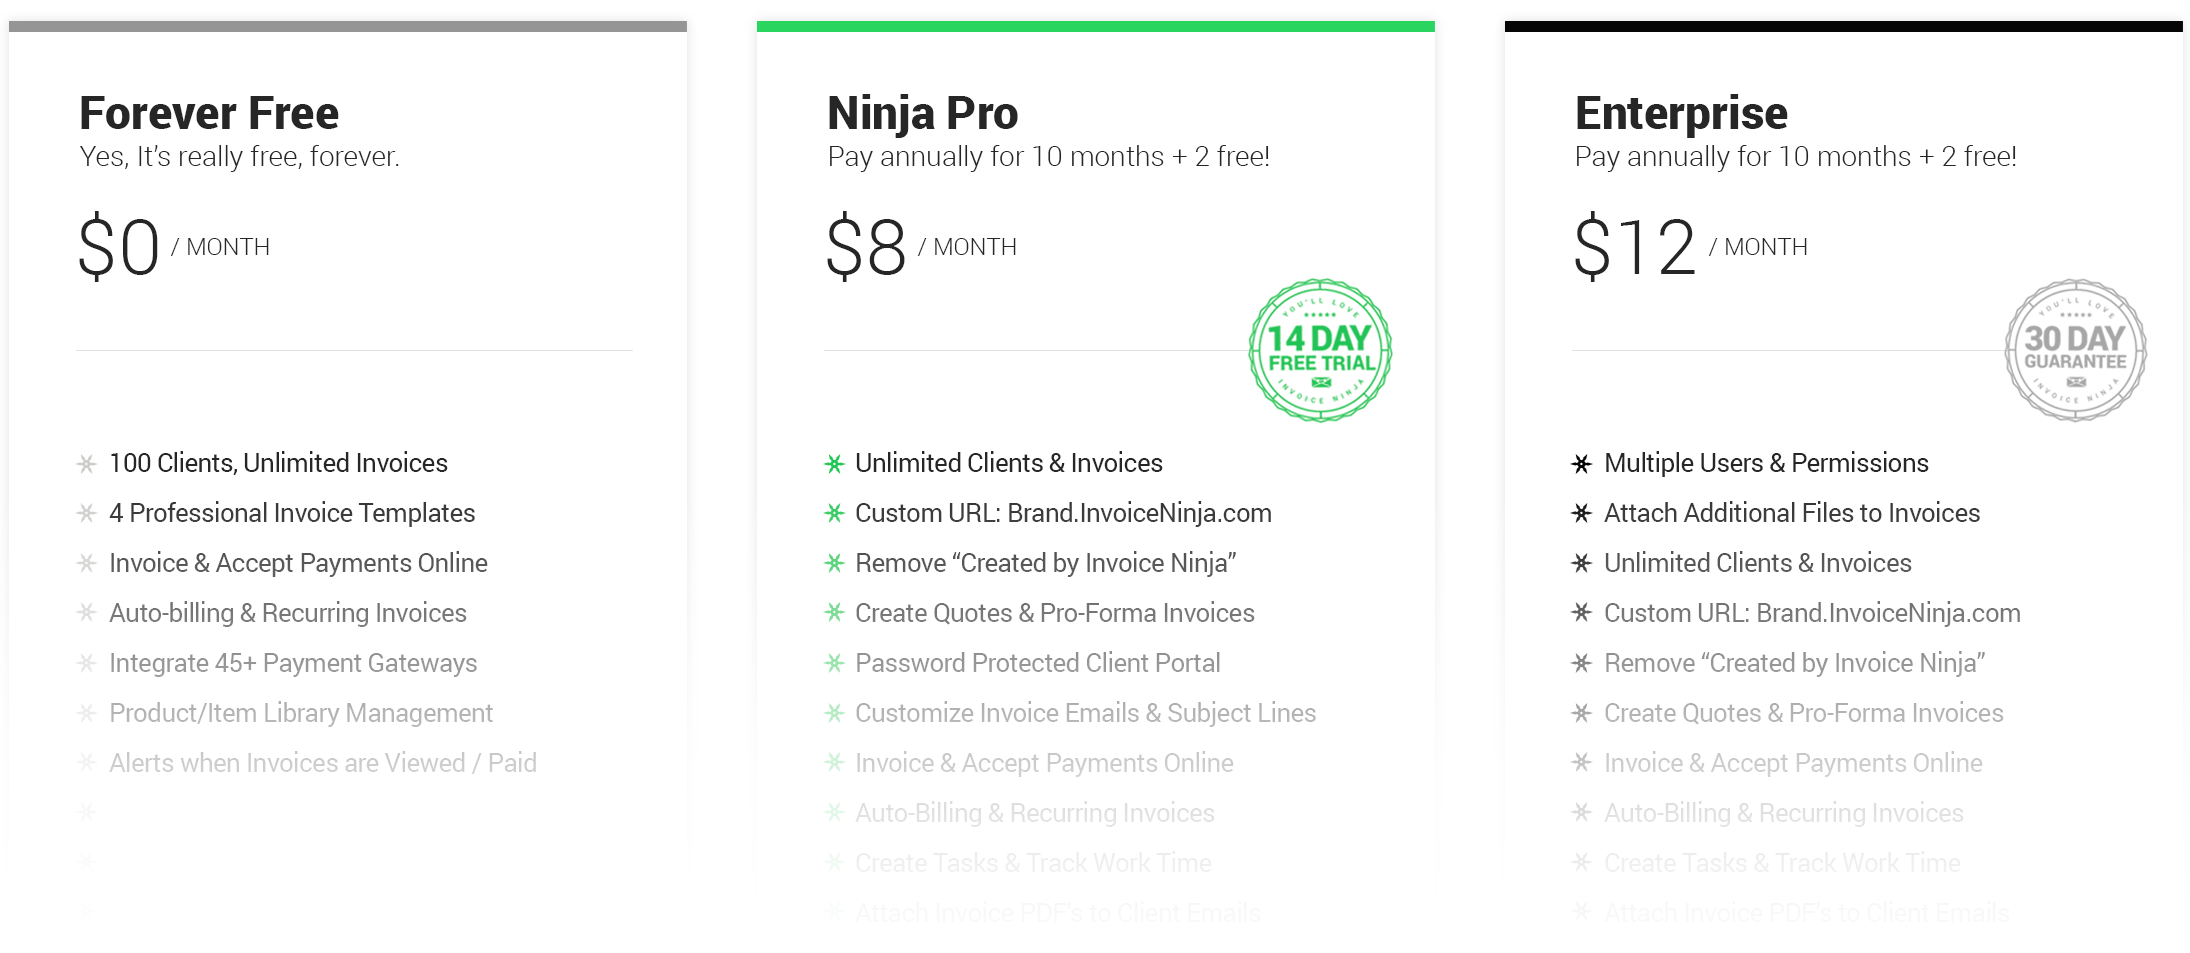 Forever Free
Yes, It’s really free, forever.
$0 / MONTH
100 Clients, Unlimited Invoices
4 Professional Invoice Templates
Invoice & Accept Payments Online
Auto-billing & Recurring Invoices
Integrate 45+ Payment Gateways
Product/Item Library Management
Alerts when Invoices are Viewed / Paid
Ninja Pro
Pay annually for 10 months + 2 free!
$8 / MONTH
YOU'LL LOVE
14 DAY
FREE TRIAL
INVOICE NINJA
Unlimited Clients & Invoices
Custom URL: Brand.InvoiceNinja.com
Remove “Created by Invoice Ninja”
Create Quotes & Pro-Forma Invoices
Password Protected Client Portal
Customize Invoice Emails & Subject Lines
Invoice & Accept Payments Online
Auto-Billing & Recurring Invoices
Create Tasks & Track Work Time
Attach Invoice PDF's to Client Emails
Enterprise
Pay annually for 10 months + 2 free!
$12 / MONTH
YOU'LL LOVE
30 DAY
GUARANTEE
INVOICE NINJA
Multiple Users & Permissions
Attach Additional Files to Invoices
Unlimited Clients & Invoices
Custom URL: Brand.InvoiceNinja.com
Remove “Created by Invoice Ninja”
Create Quotes & Pro-Forma Invoices
Invoice & Accept Payments Online
Auto-Billing & Recurring Invoices
Create Tasks & Track Work Time
Attach Invoice PDF's to Client Emails